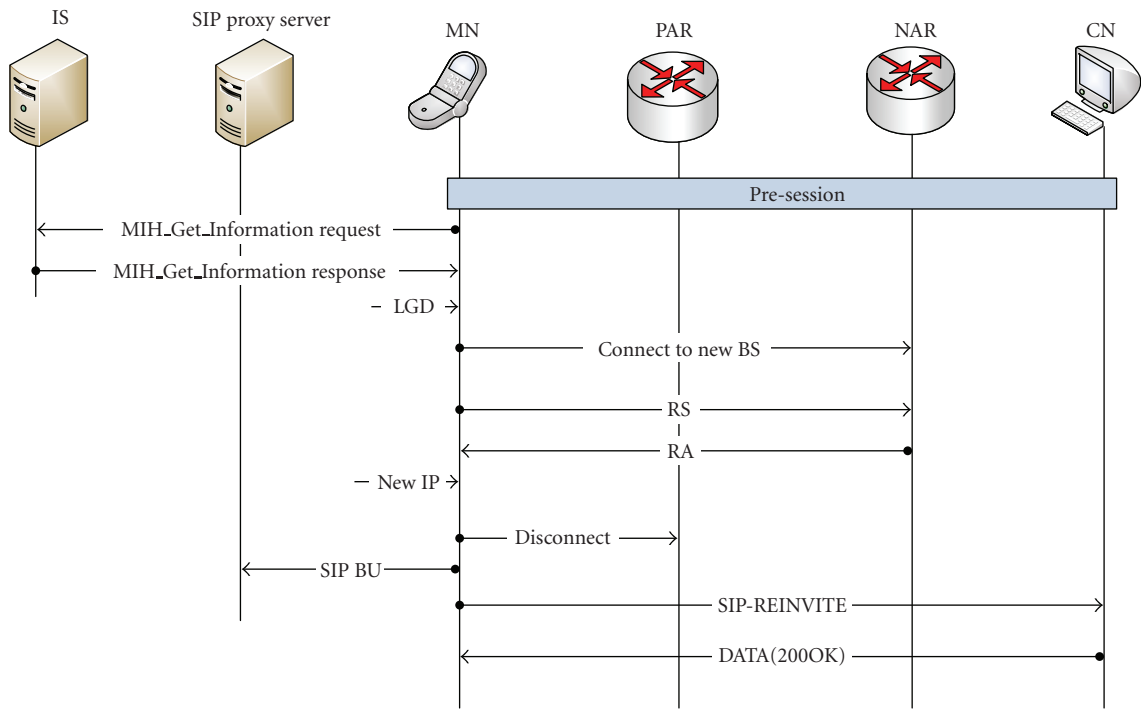 IS
SIP proxy server
MN
PAR
NAR
CN
Pre-session
MIH_Get_Information request
MIH_Get_Information response
LGD
Connect to new BS
RS
RA
New IP
Disconnect
SIP BU
SIP-REINVITE
DATA(200OK)